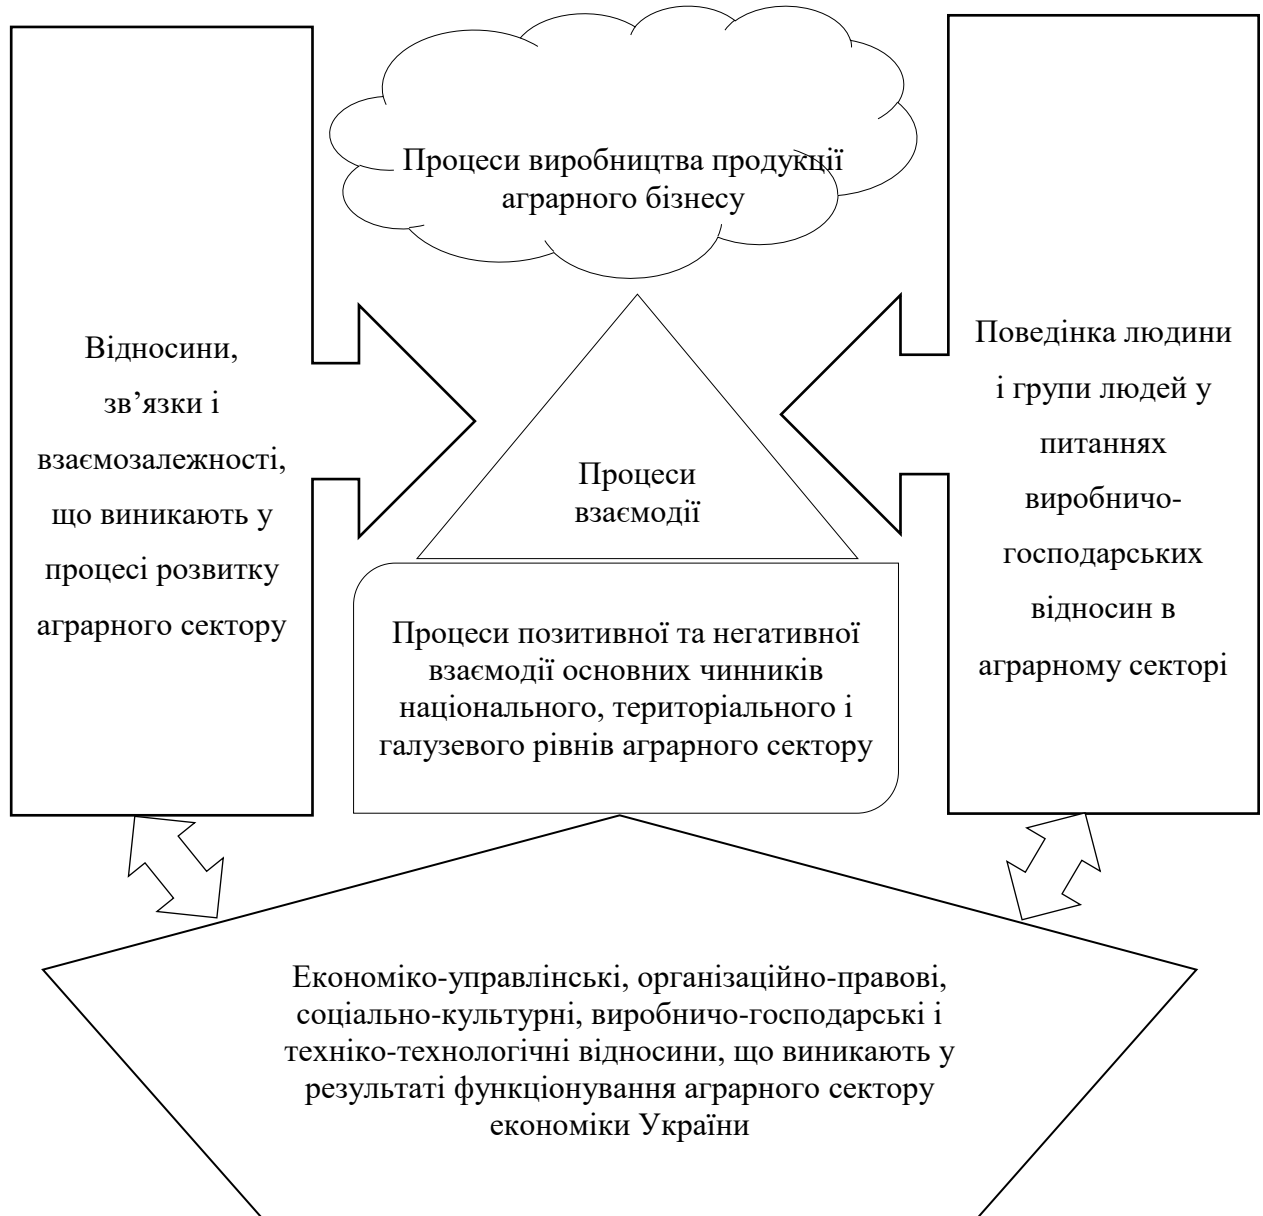 Процеси виробництва продукції
аграрного бізнесу
Відносини,
зв’язки і
взаємозалежності,
що виникають у
процесі розвитку
аграрного сектору
Процеси
взаємодії
Поведінка людини
і групи людей у
питаннях
виробничо-
господарських
відносин в
аграрному секторі
Процеси позитивної та негативної
взаємодії основних чинників
національного, територіального і
галузевого рівнів аграрного сектору
Економіко-управлінські, організаційно-правові,
соціально-культурні, виробничо-господарські і
техніко-технологічні відносини, що виникають у
результаті функціонування аграрного сектору
економіки України